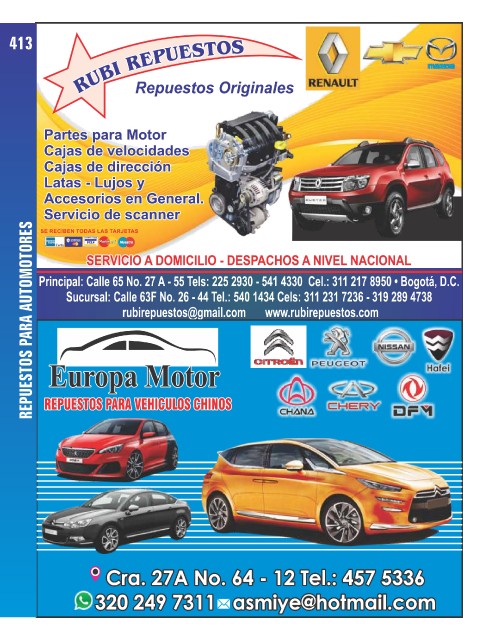 413
REPUESTOS PARA AUTOMOTORES
RUBI REPUESTOS
Repuestos Originales
RENAULT
mazda
Partes para Motor
Cajas de velocidades
Cajas de dirección
Latas - Lujos y
Accesorios en General.
Servicio de scanner
SE RECIBEN TODAS LAS TARJETAS
SERVICIO A DOMICILIO - DESPACHOS A NIVEL NACIONAL
Principal: Calle 65 No. 27 A - 55 Tels: 225 2930 - 541 4330 Cel.: 311 217 8950 • Bogotá, D.C.
Sucursal: Calle 63F No. 26 - 44 Tel.: 540 1434 Cels: 311 231 7236 - 319 289 4738
rubirepuestos@gmail.com www.rubirepuestos.com
Europa Motor
REPUESTOS PARA VEHICULOS CHINOS
CITROËN
PEUGEOT
NISSAN
Hafei
CHANA
CHERY
DFM
Cra. 27A No. 64 - 12 Tel.: 457 5336
320 249 7311 asmiye@hotmail.com